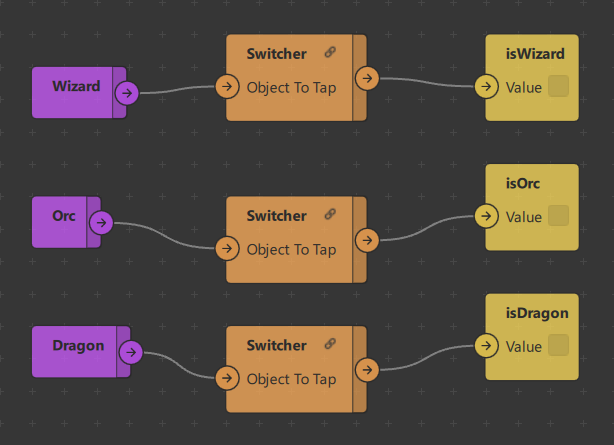 Wizard
Switcher
Object To Tap
isWizard
Value
Orc
Switcher
Object To Tap
isOrc
Value
Dragon
Switcher
Object To Tap
isDragon
Value